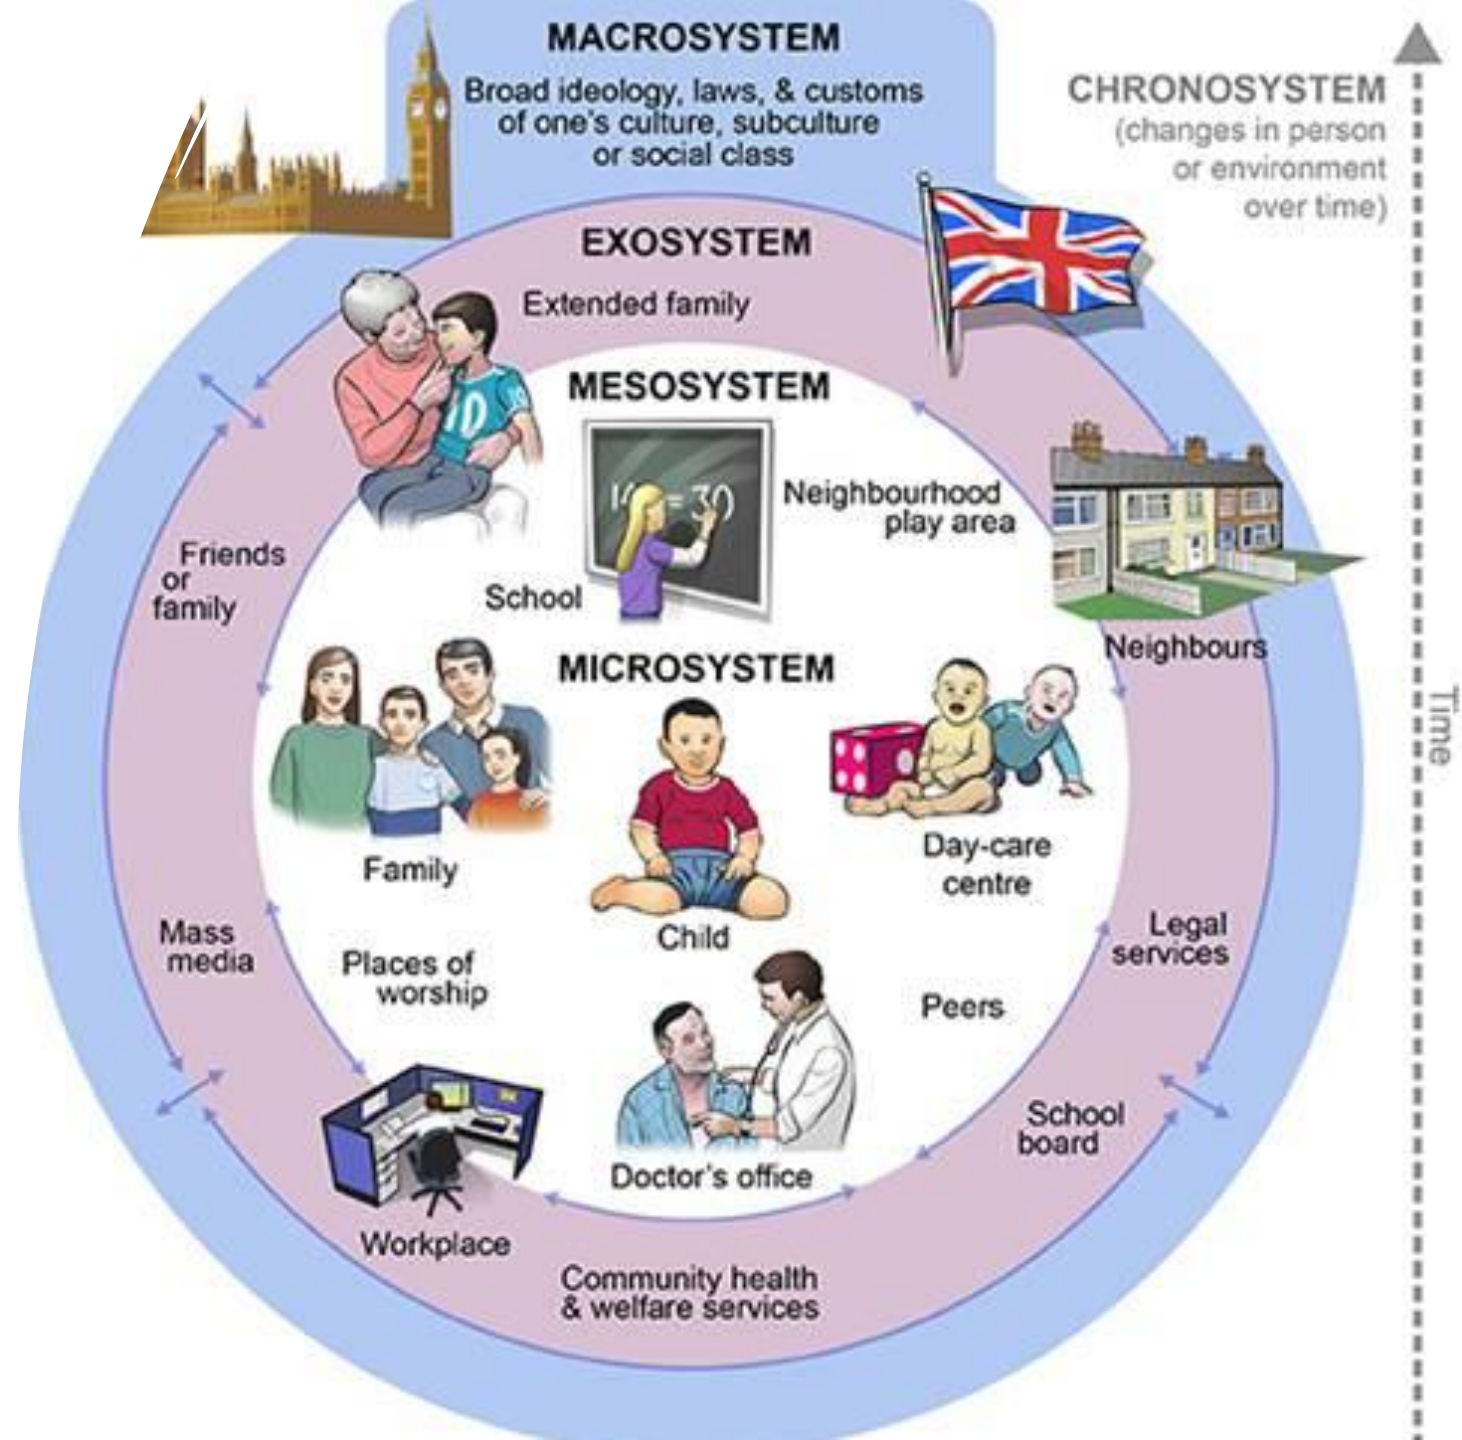 MACROSYSTEM
Broad ideology, laws, & customs
of one's culture, subculture
or social class
CHRONOSYSTEM
(changes in person
or environment
over time)
EXOSYSTEM
Extended family
MESOSYSTEM
10
= 30
Neighbourhood
play area
School
Friends
or
family
Neighbours
Time
MICROSYSTEM
Family
Child
Day-care
centre
Mass
media
Places of
worship
Peers
Legal
services
School
board
Doctor's office
Workplace
Community health
& welfare services